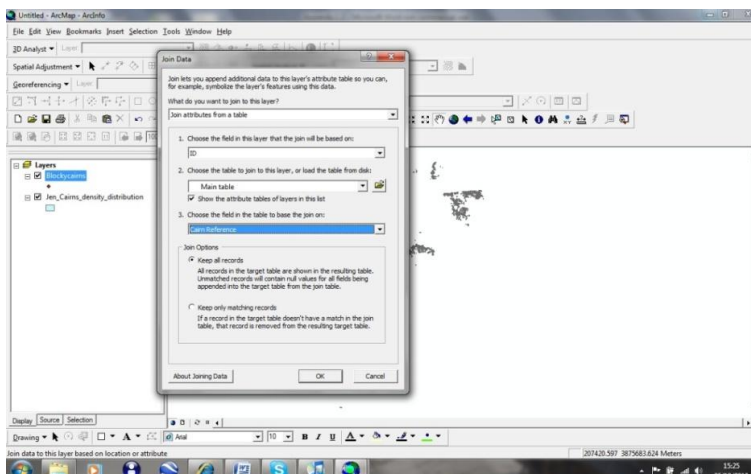 Untitled - ArcMap - ArcInfo
File Edit View Bookmarks Insert Selection Tools Window Help
3D Analyst Layer:
Spatial Adjustment
Georeferencing Layer:
Layers
Blockycairns
Jen_Cairns_density_distribution
Join Data
Join lets you append additional data to this layer's attribute table so you can,
for example, symbolize the layer's features using this data.
What do you want to join to this layer?
Join attributes from a table
1. Choose the field in this layer that the join will be based on:
ID
2. Choose the table to join to this layer, or load the table from disk:
Main table
Show the attribute tables of layers in this list
3. Choose the field in the table to base the join on:
Cairn Reference
Join Options
Keep all records
All records in the target table are shown in the resulting table.
Unmatched records will contain null values for all fields being
appended into the target table from the join table.
Keep only matching records
If a record in the target table doesn't have a match in the join
table, that record is removed from the resulting target table.
About Joining Data OK Cancel
Display Source Selection
Drawing A Arial 10 B I U A
Join data to this layer based on location or attribute
207420.597 3875683.624 Meters
15:25